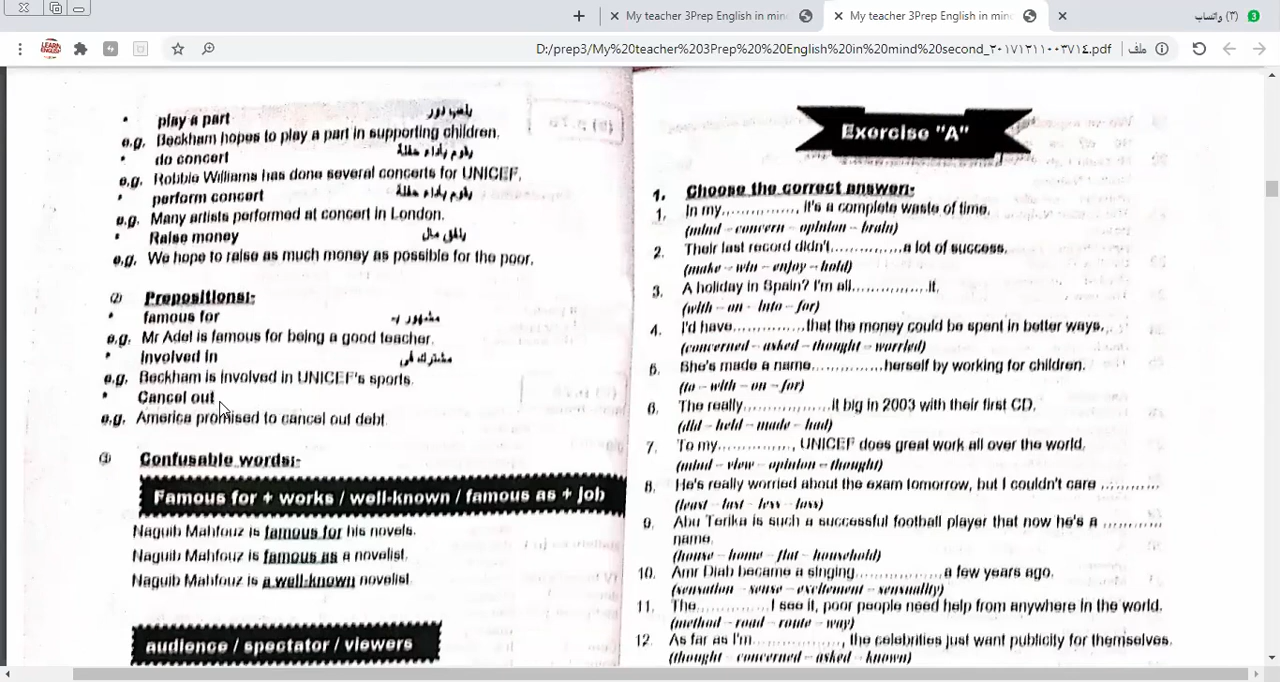 My teacher 3Prep English in mind
My teacher 3Prep English in mind
(٣) واتساب
D:/prep3/My%20teacher%203Prep%20%20English%20in%20mind%20second_٢٠١٧١٢١١٠٠٣٧١٤.pdf
ملف
play a part
يلعب دور
e.g. Beckham hopes to play a part in supporting children.
do concert
يقوم بأداء حفلة
e.g. Robbie Williams has done several concerts for UNICEF.
perform concert
يقوم بأداء حفلة
e.g. Many artists performed at concert in London.
Raise money
e.g. We hope to raise as much money as possible for the poor.
(2) Prepositions:-
famous for
مشهور بـ
e.g. Mr Adel is famous for being a good teacher.
Involved in
مشترك فى
e.g. Beckham is involved in UNICEF's sports.
Cancel out
e.g. America promised to cancel out debt.
(3) Confusable words:-
Famous for + works / well-known / famous as + job
Naguib Mahfouz is famous for his novels.
Naguib Mahfouz is famous as a novelist.
Naguib Mahfouz is a well-known novelist.
audience / spectator / viewers
Exercise "A"
1. Choose the correct answer:-
1. In my............... it's a complete waste of time.
(mind – concern – opinion – brain)
2. Their last record didn't..............a lot of success.
(make – win – enjoy – hold)
3. A holiday in Spain? I'm all...............it.
(with – on - into – for)
4. I'd have..............that the money could be spent in better ways.
(concerned – asked – thought – worried)
5. She's made a name..............herself by working for children.
(to – with – on – for)
6. The really..................it big in 2003 with their first CD.
(did – held – made – had)
7. To my................, UNICEF does great work all over the world.
(mind – view – opinion – thought)
8. He's really worried about the exam tomorrow, but I couldn't care ............
(least – last – less – loss)
9. Abu Terika is such a successful football player that now he's a ............
name.
(house – home – flat – household)
10. Amr Diab became a singing................a few years ago.
(sensation – sense – excitement – sensuality)
11. The..............I see it, poor people need help from anywhere in the world.
(method – road – route – way)
12. As far as I'm................, the celebrities just want publicity for themselves.
(thought – concerned – asked – known)